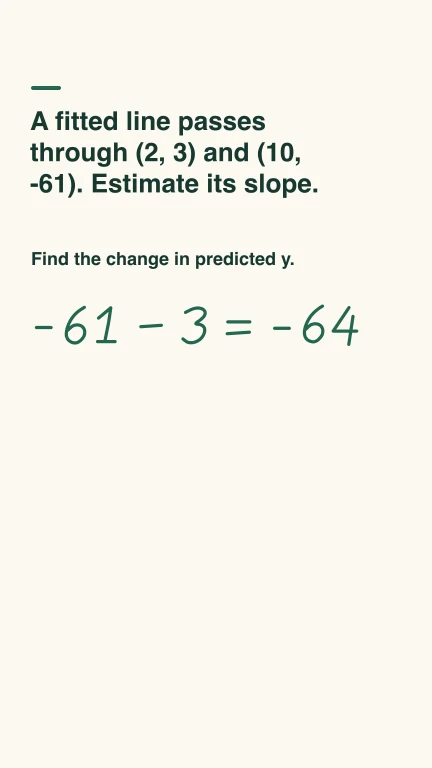 A fitted line passes
through (2, 3) and (10,
-61). Estimate its slope.
Find the change in predicted y.
-61 - 3 = -64